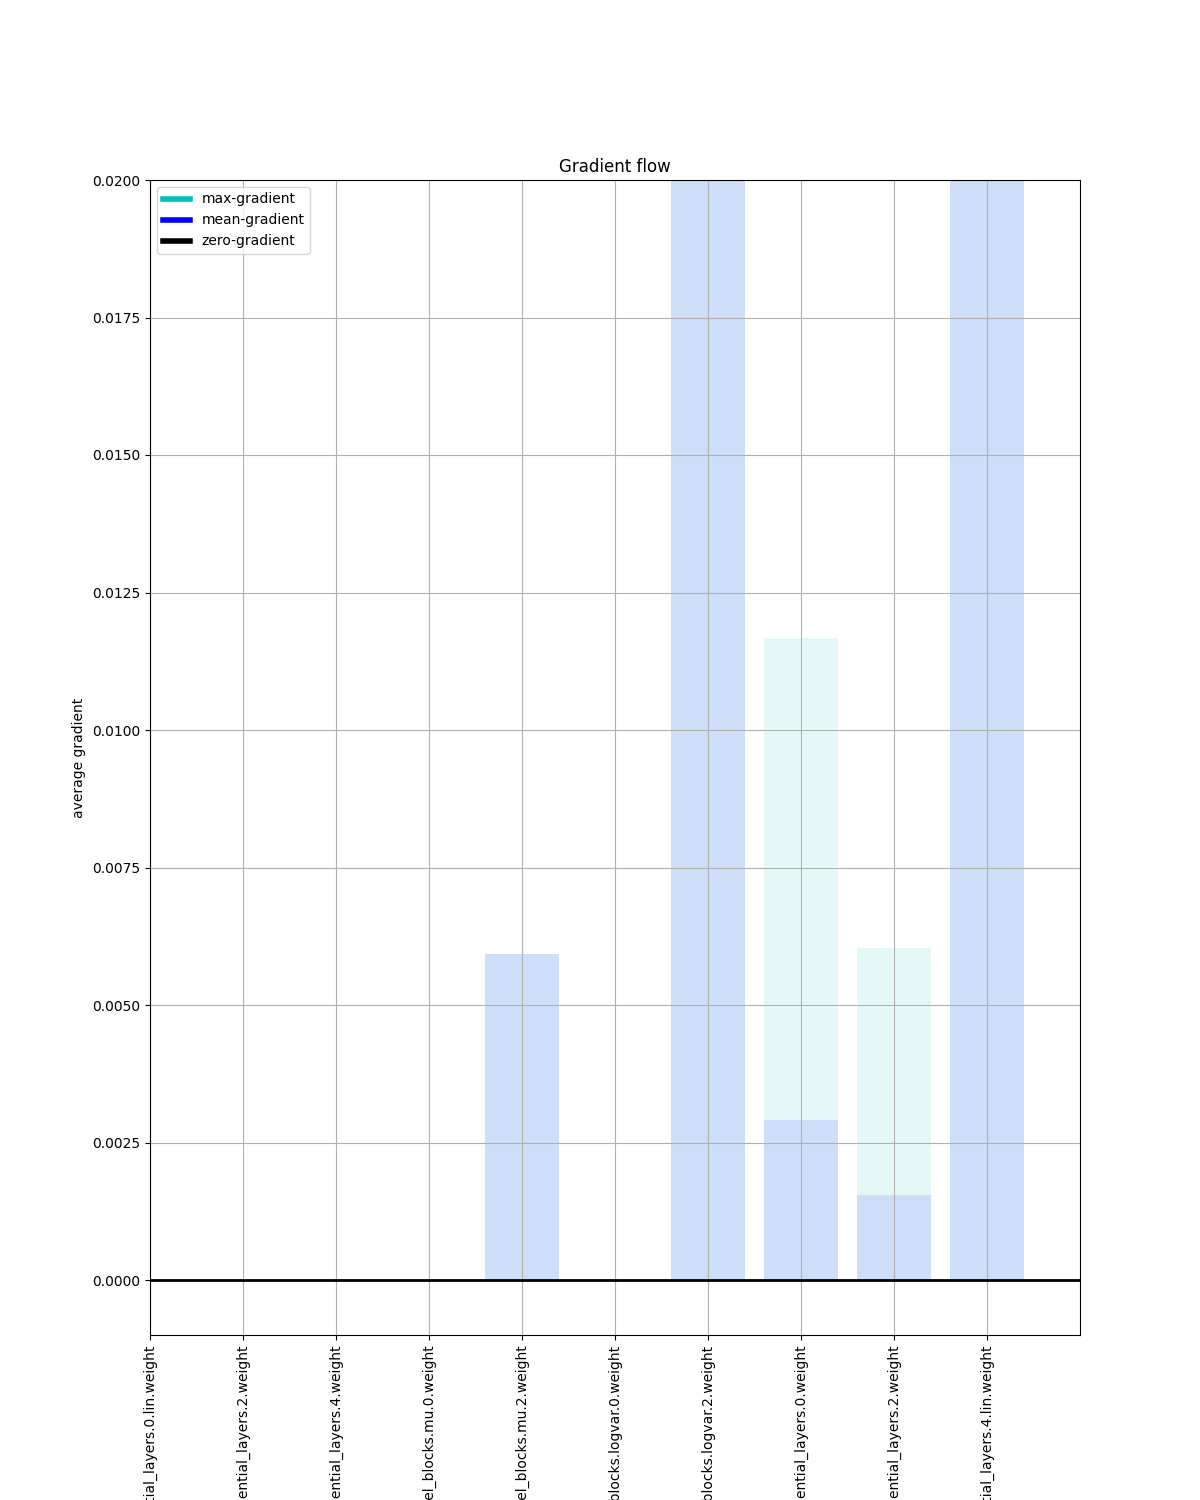 Gradient flow
max-gradient
mean-gradient
zero-gradient
0.0200
0.0175
0.0150
0.0125
0.0100
0.0075
0.0050
0.0025
0.0000
average gradient
tial_layers.0.lin.weight
ential_layers.2.weight
ential_layers.4.weight
el_blocks.mu.0.weight
el_blocks.mu.2.weight
blocks.logvar.0.weight
blocks.logvar.2.weight
ential_layers.0.weight
ential_layers.2.weight
tial_layers.4.lin.weight